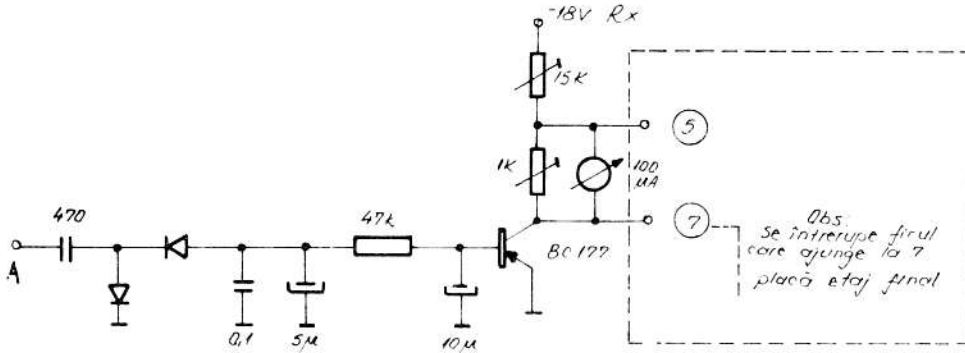 -18V Rx
15K
5
1K
100
µA
470
47k
7
Obs.
se întrerupe firul
care ajunge la 7
placă etaj final
BC 177
A
0,1
5µ
10µ